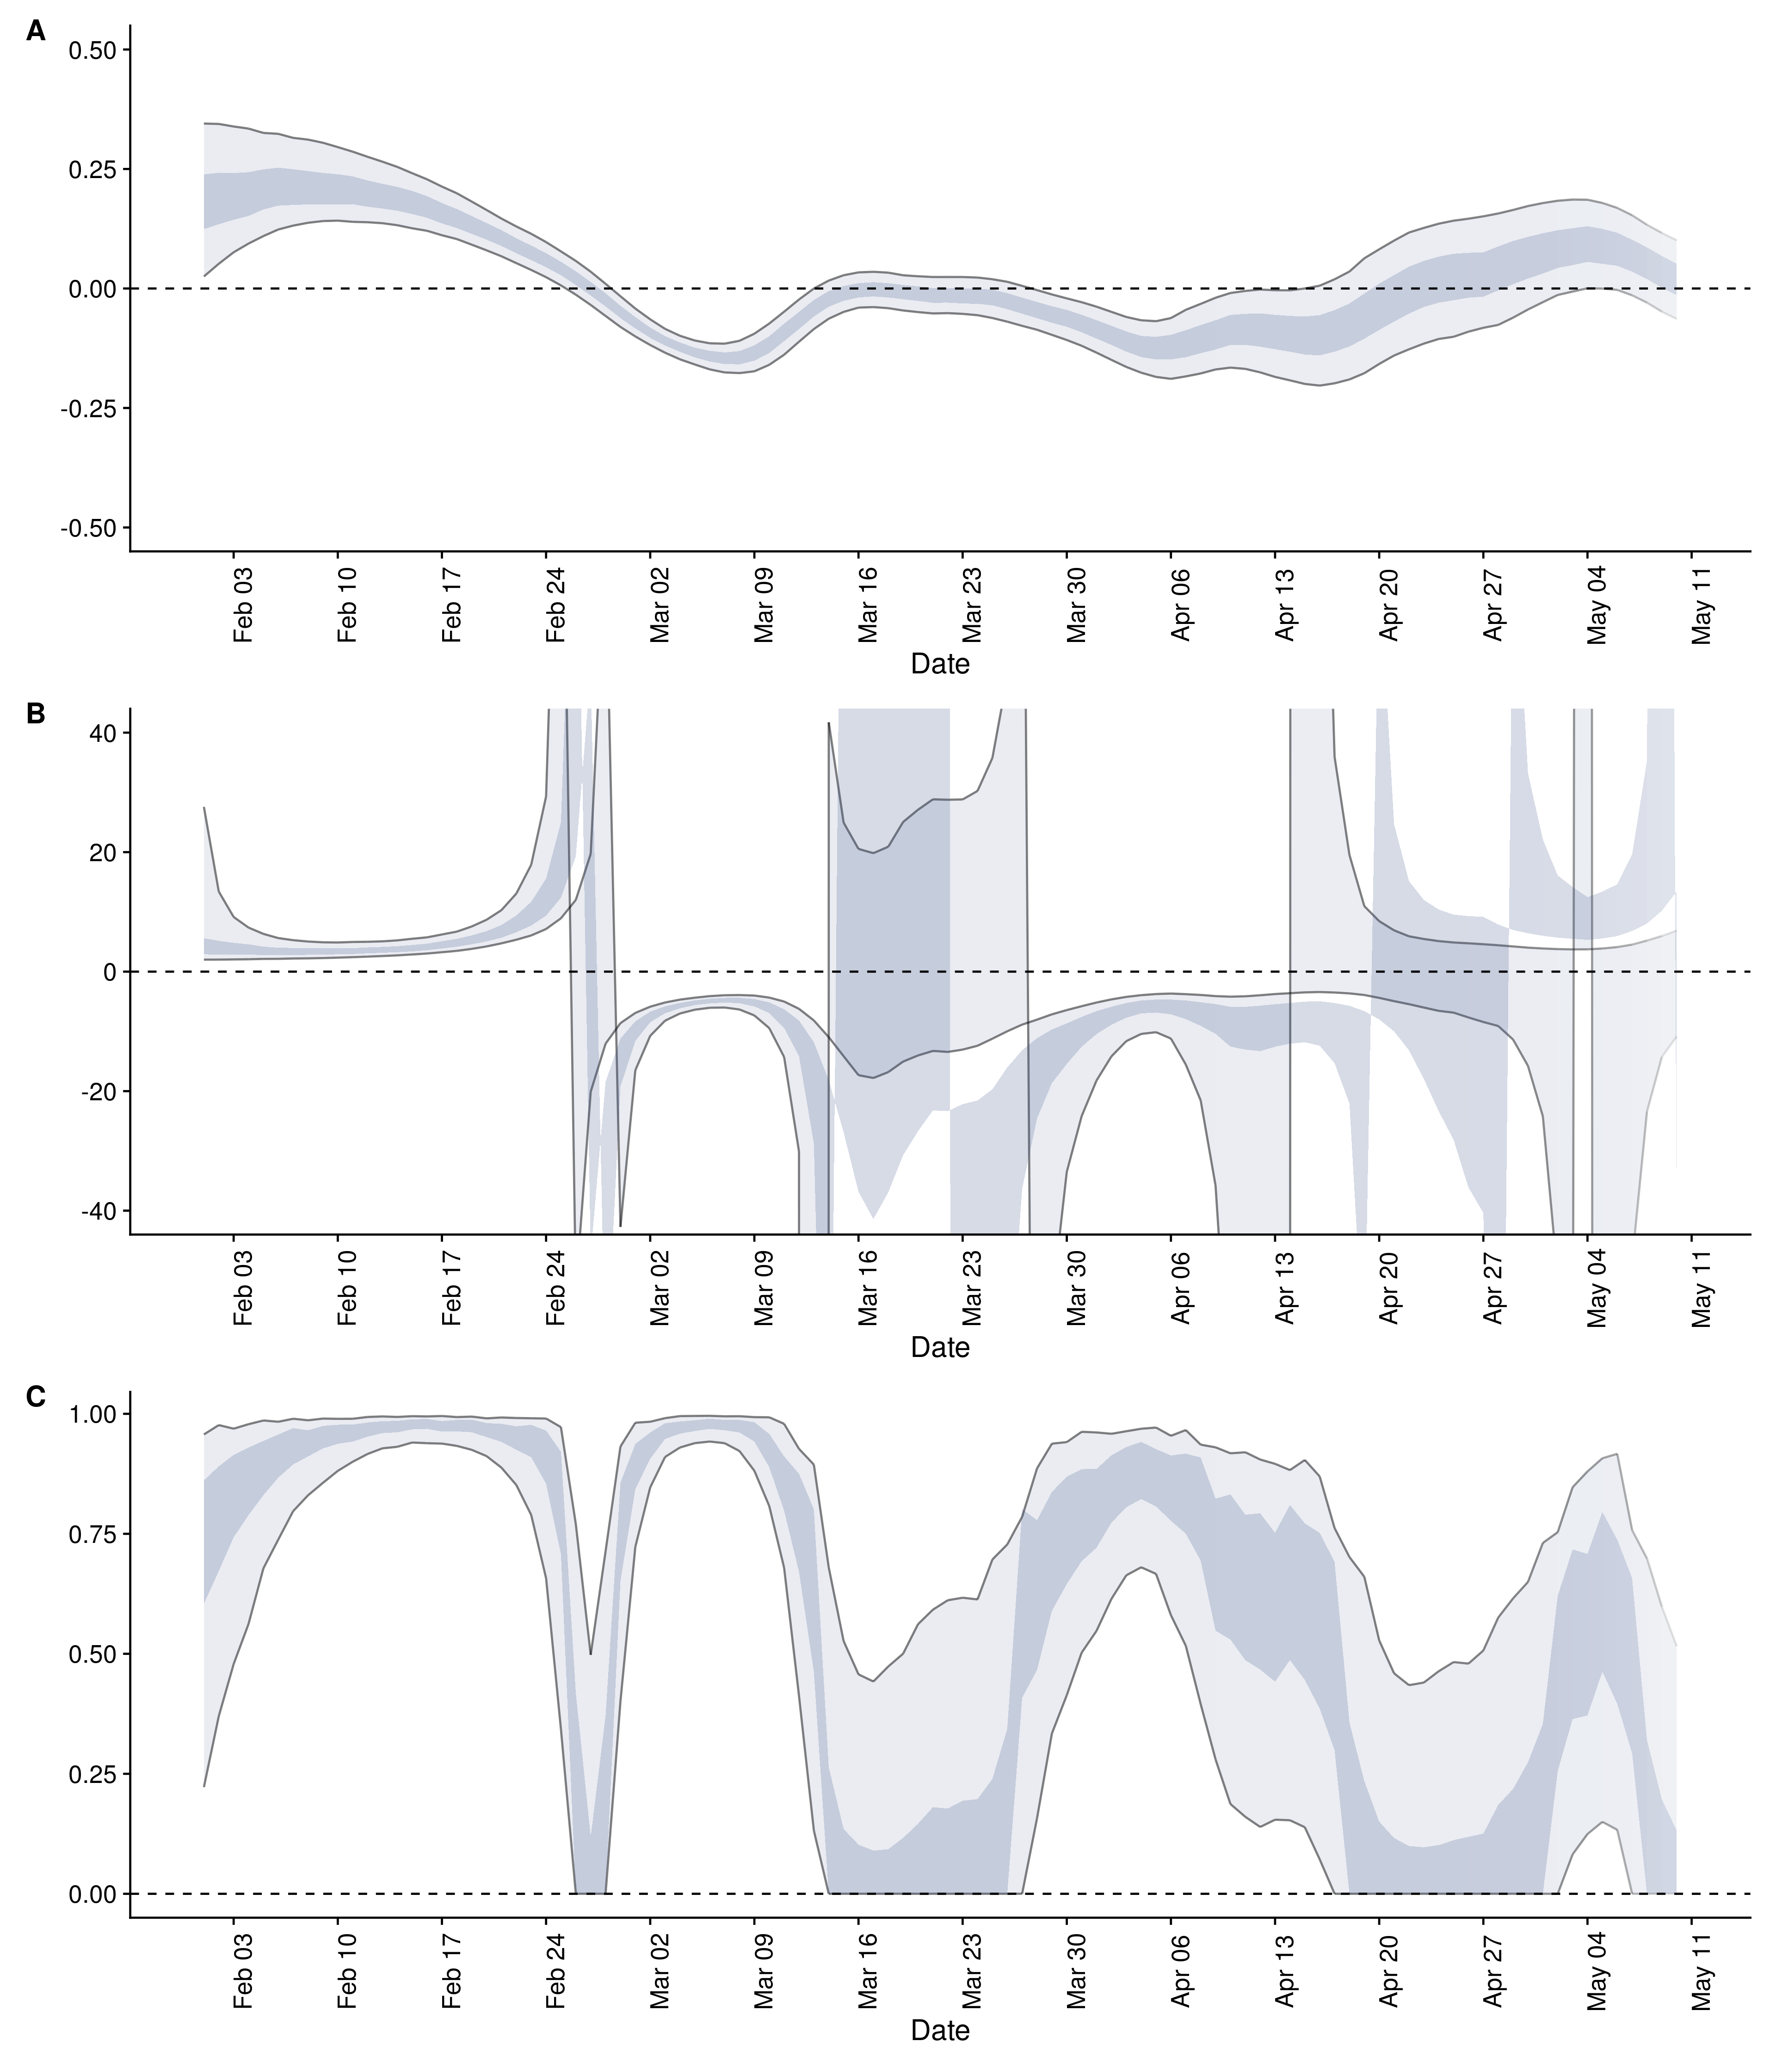 A
0.50
0.25
0.00
-0.25
-0.50
Feb 03
Feb 10
Feb 17
Feb 24
Mar 02
Mar 09
Mar 16
Mar 23
Mar 30
Apr 06
Apr 13
Apr 20
Apr 27
May 04
May 11
Date
B
40
20
0
-20
-40
Feb 03
Feb 10
Feb 17
Feb 24
Mar 02
Mar 09
Mar 16
Mar 23
Mar 30
Apr 06
Apr 13
Apr 20
Apr 27
May 04
May 11
Date
C
1.00
0.75
0.50
0.25
0.00
Feb 03
Feb 10
Feb 17
Feb 24
Mar 02
Mar 09
Mar 16
Mar 23
Mar 30
Apr 06
Apr 13
Apr 20
Apr 27
May 04
May 11
Date